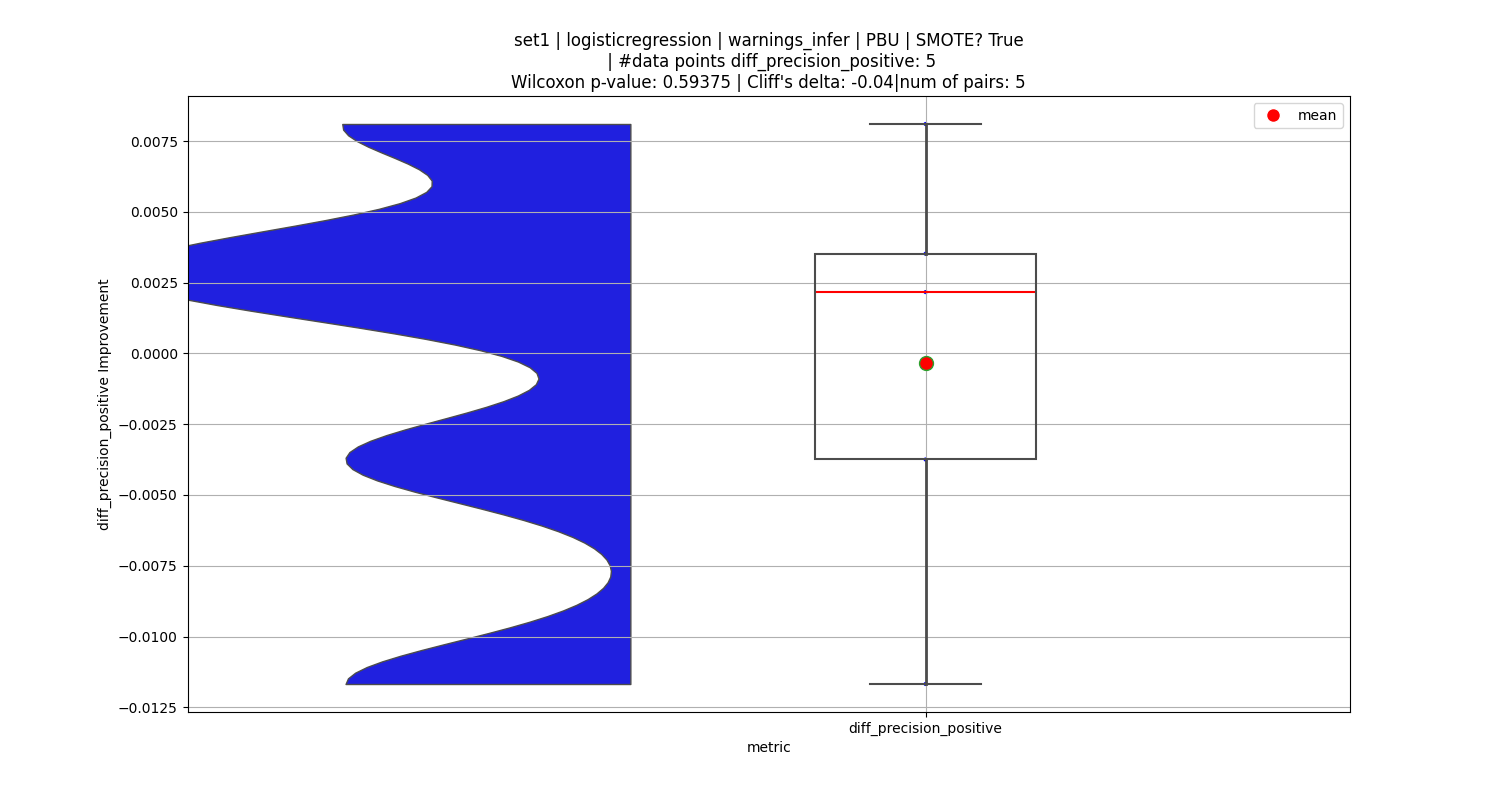 set1 | logisticregression | warnings_infer | PBU | SMOTE? True
| #data points diff_precision_positive: 5
Wilcoxon p-value: 0.59375 | Cliff's delta: -0.04|num of pairs: 5
mean
0.0075
0.0050
0.0025
0.0000
−0.0025
−0.0050
−0.0075
−0.0100
−0.0125
diff_precision_positive Improvement
diff_precision_positive
metric